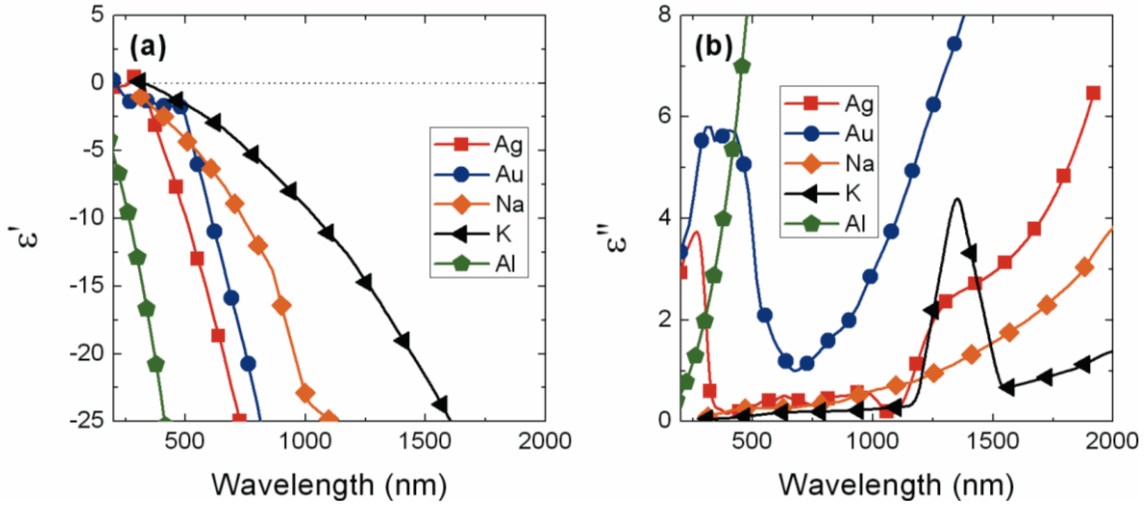 (a)
5
0
-5
-10
-15
-20
-25
ε'
500 1000 1500 2000
Wavelength (nm)
Ag
Au
Na
K
Al
(b)
8
6
4
2
0
ε''
500 1000 1500 2000
Wavelength (nm)
Ag
Au
Na
K
Al